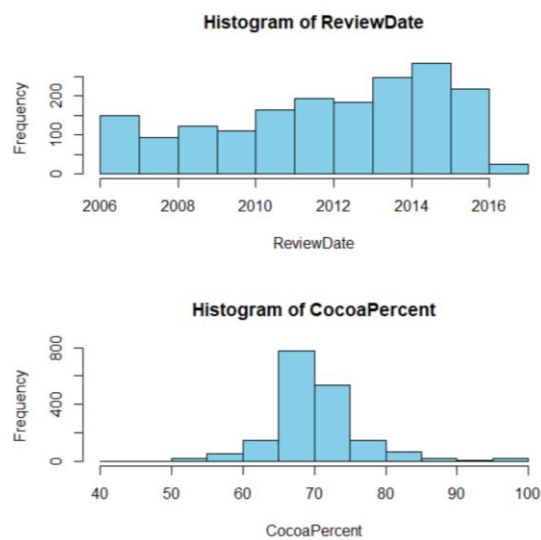 Histogram of ReviewDate
Frequency
200
100
0
2006 2008 2010 2012 2014 2016
ReviewDate
Histogram of CocoaPercent
Frequency
800
400
0
40 50 60 70 80 90 100
CocoaPercent